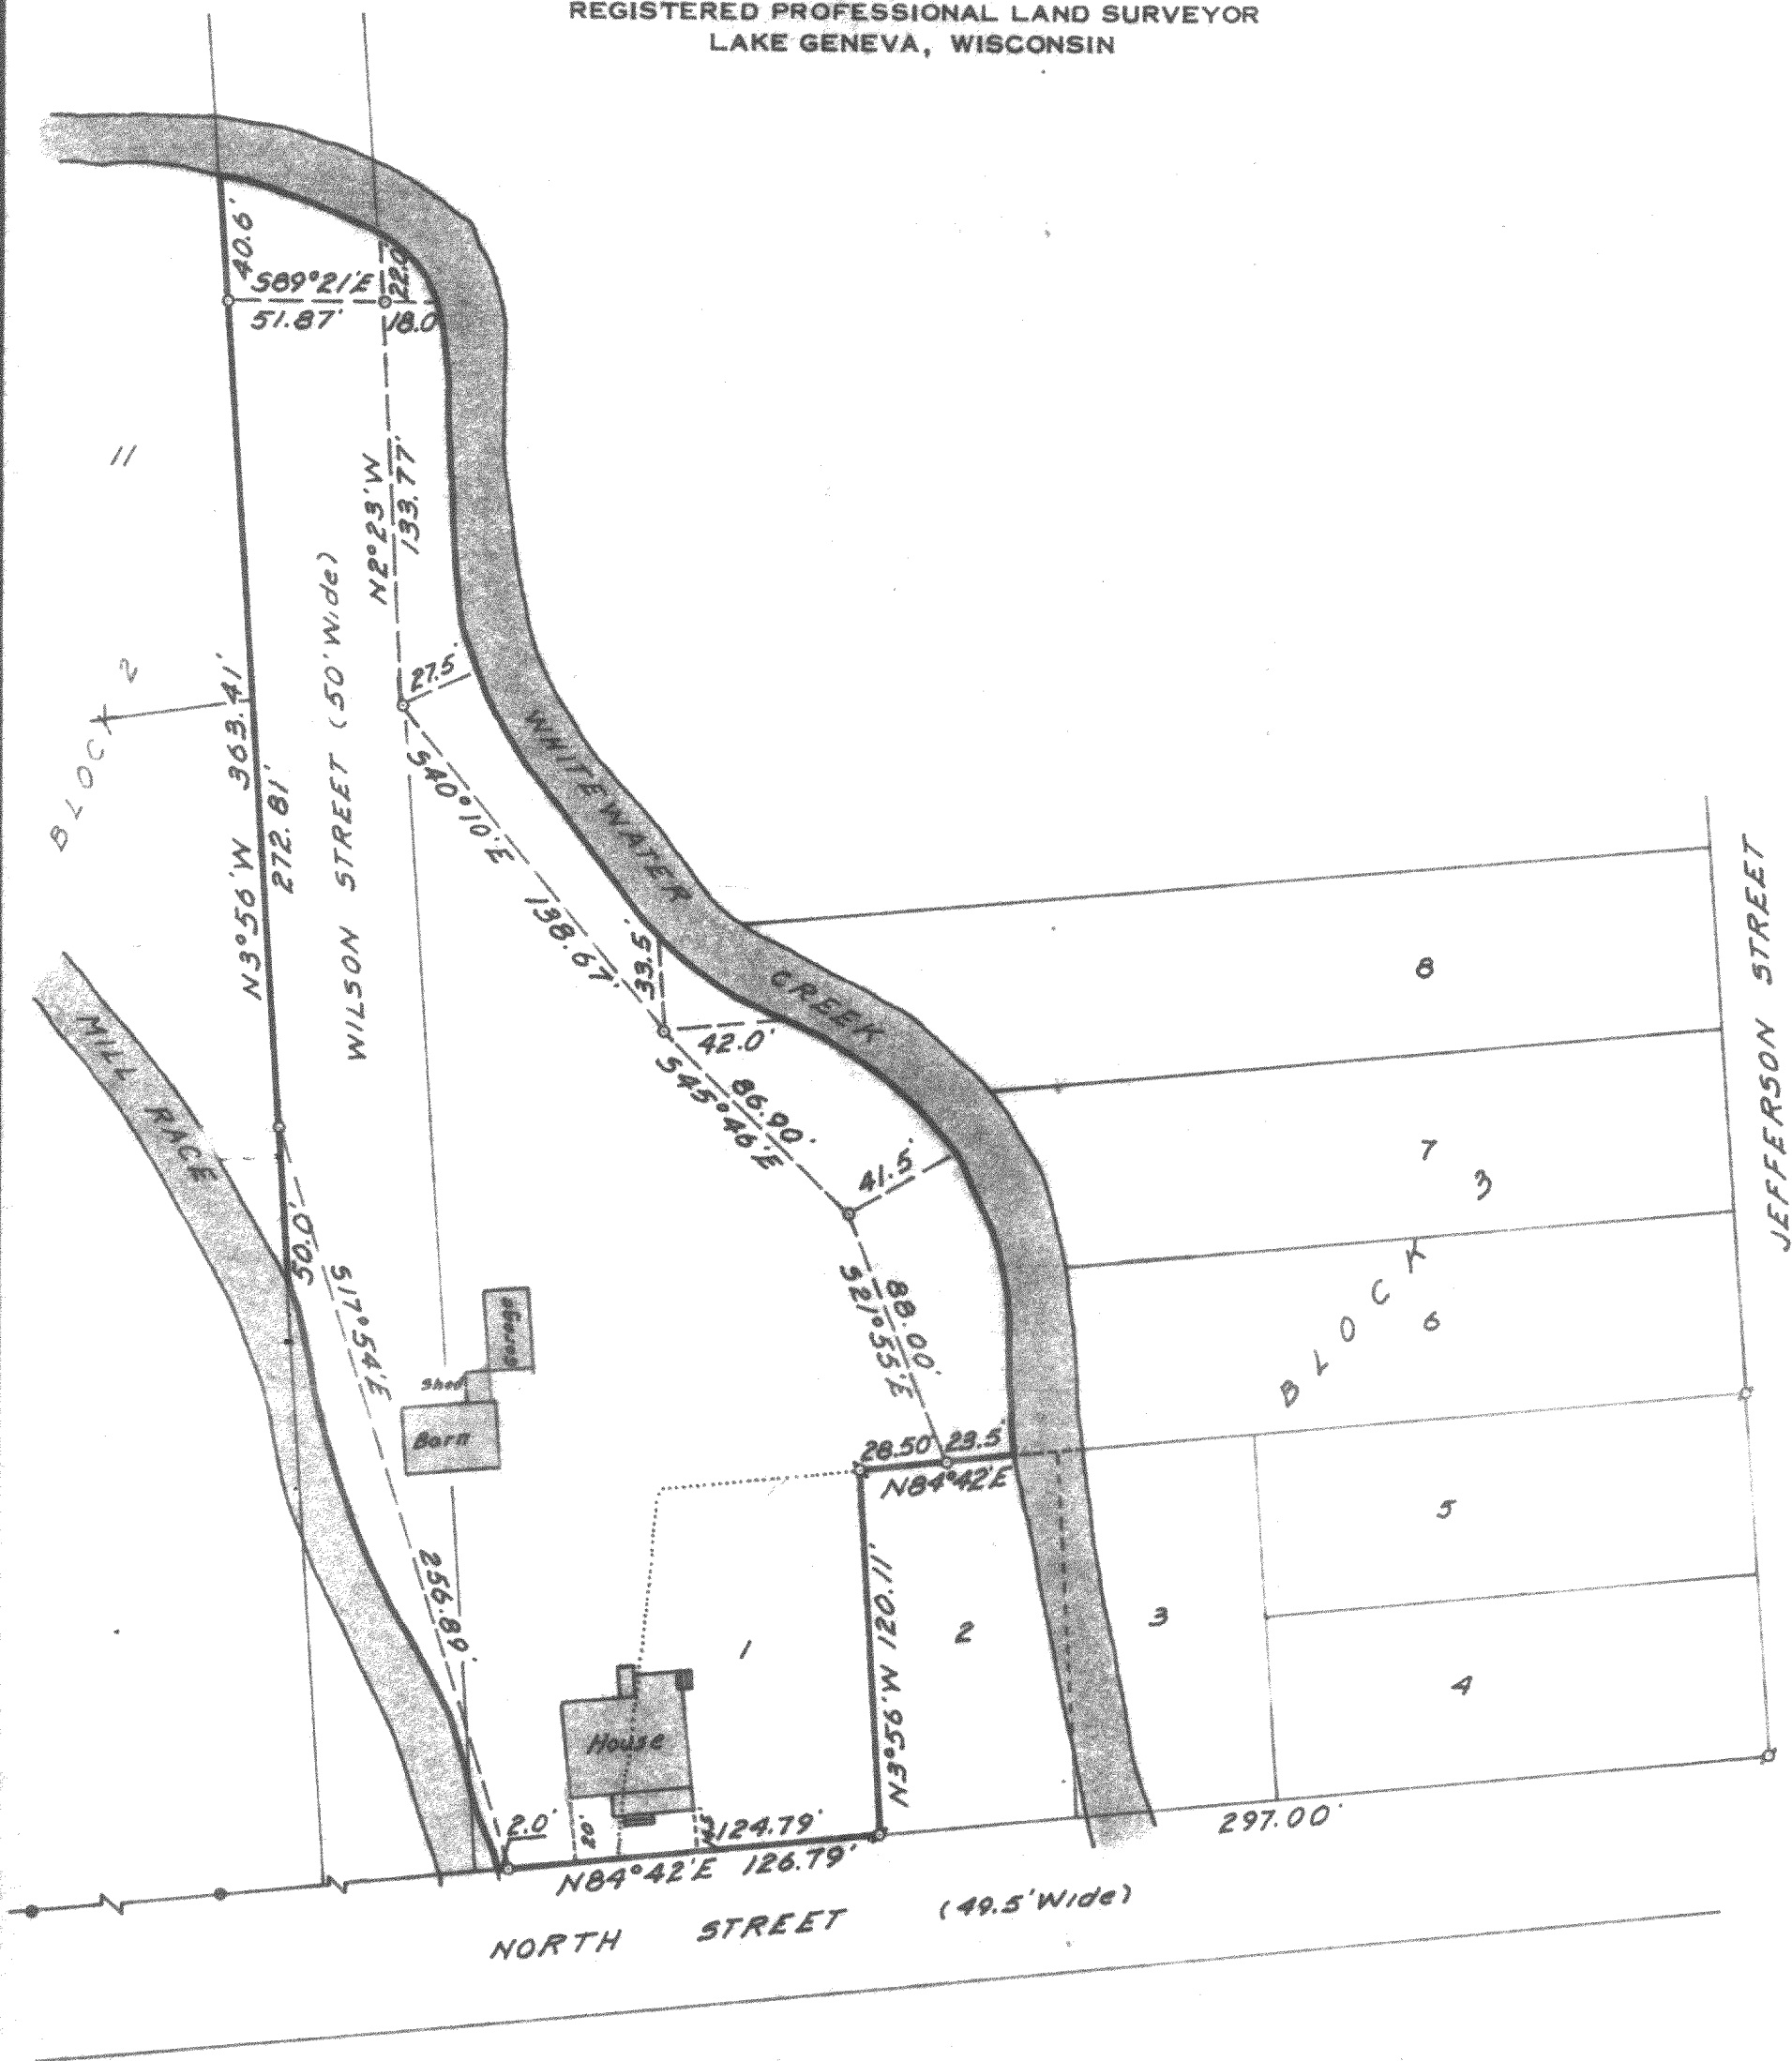 REGISTERED PROFESSIONAL LAND SURVEYOR
LAKE GENEVA, WISCONSIN
40.6'
S89°21'E
22.0
51.87'
18.0
11
N2°23'W
133.77'
WILSON STREET (50' Wide)
BLOCK 2
27.5'
N3°56'W 363.41'
272.81'
S40°10'E
138.67'
WHITEWATER CREEK
33.5'
42.0'
86.90'
S45°46'E
41.5'
8
JEFFERSON STREET
MILL RACE
7
BLOCK 3
6
50.0'
S17°54'E
256.89'
88.00'
S21°55'E
Garage
Shed
Barn
28.50'
23.5'
N84°42'E
5
N3°56'W 120.11'
1
2
3
4
House
2.0'
20'
124.79'
N84°42'E 126.79'
297.00'
NORTH STREET (49.5' Wide)